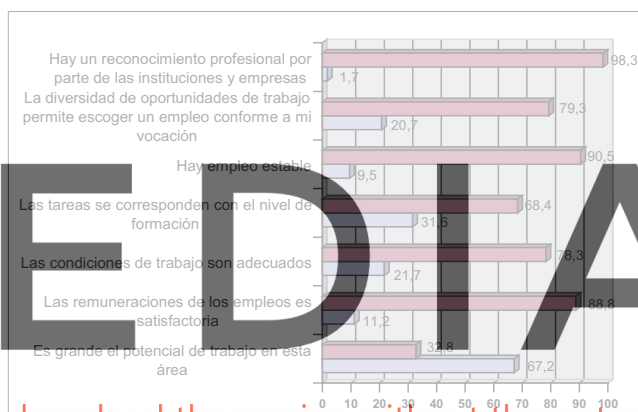 Hay un reconocimiento profesional por
parte de las instituciones y empresas
98,3
1,7
La diversidad de oportunidades de trabajo
permite escoger un empleo conforme a mi
vocación
79,3
20,7
Hay empleo estable
90,5
9,5
Las tareas se corresponden con el nivel de
formación
68,4
31,6
Las condiciones de trabajo son adecuados
78,3
21,7
Las remuneraciones de los empleos es
satisfactoria
88,8
11,2
Es grande el potencial de trabajo en esta
área
32,8
67,2
0 10 20 30 40 50 60 70 80 90 100
EDIA